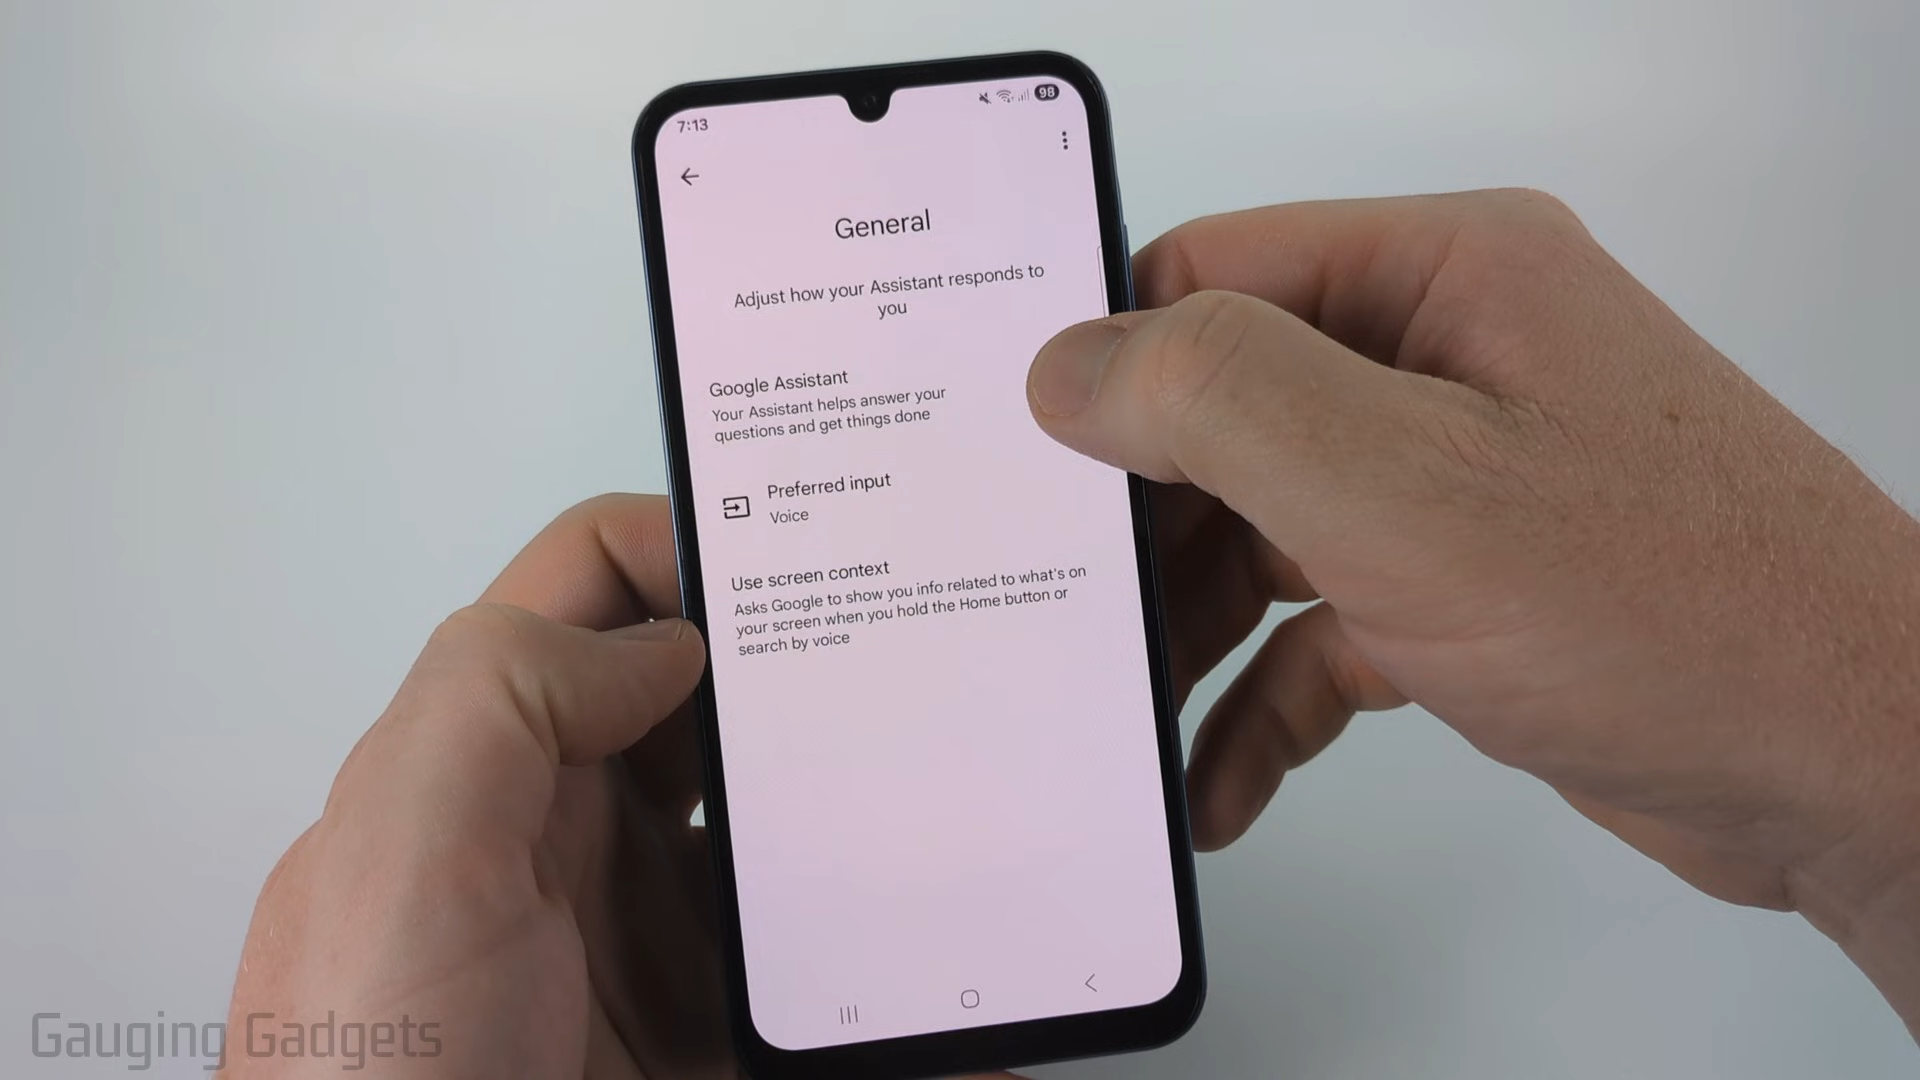 7:13
98
General
Adjust how your Assistant responds to
you
Google Assistant
Your Assistant helps answer your
questions and get things done
Preferred input
Voice
Use screen context
Asks Google to show you info related to what's on
your screen when you hold the Home button or
search by voice
Gauging Gadgets